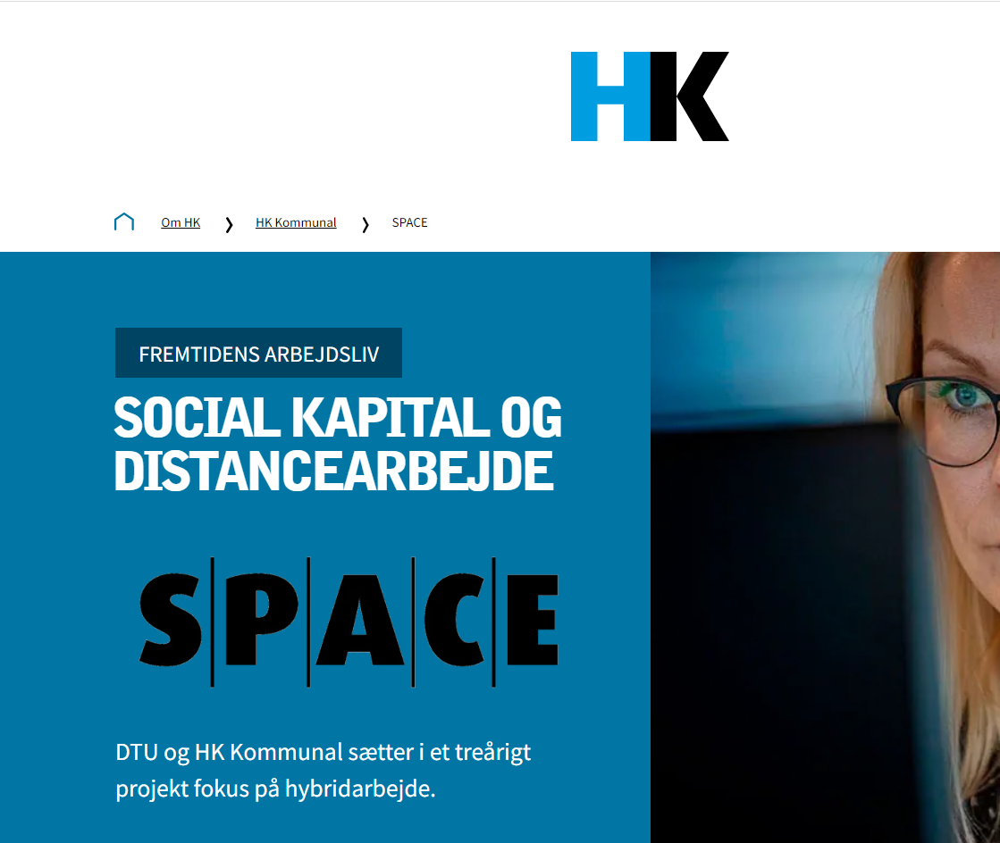 HK
Om HK ❯ HK Kommunal ❯ SPACE
FREMTIDENS ARBEJDSLIV
SOCIAL KAPITAL OG
DISTANCEARBEJDE
S|P|A|C|E
DTU og HK Kommunal sætter i et treårigt
projekt fokus på hybridarbejde.